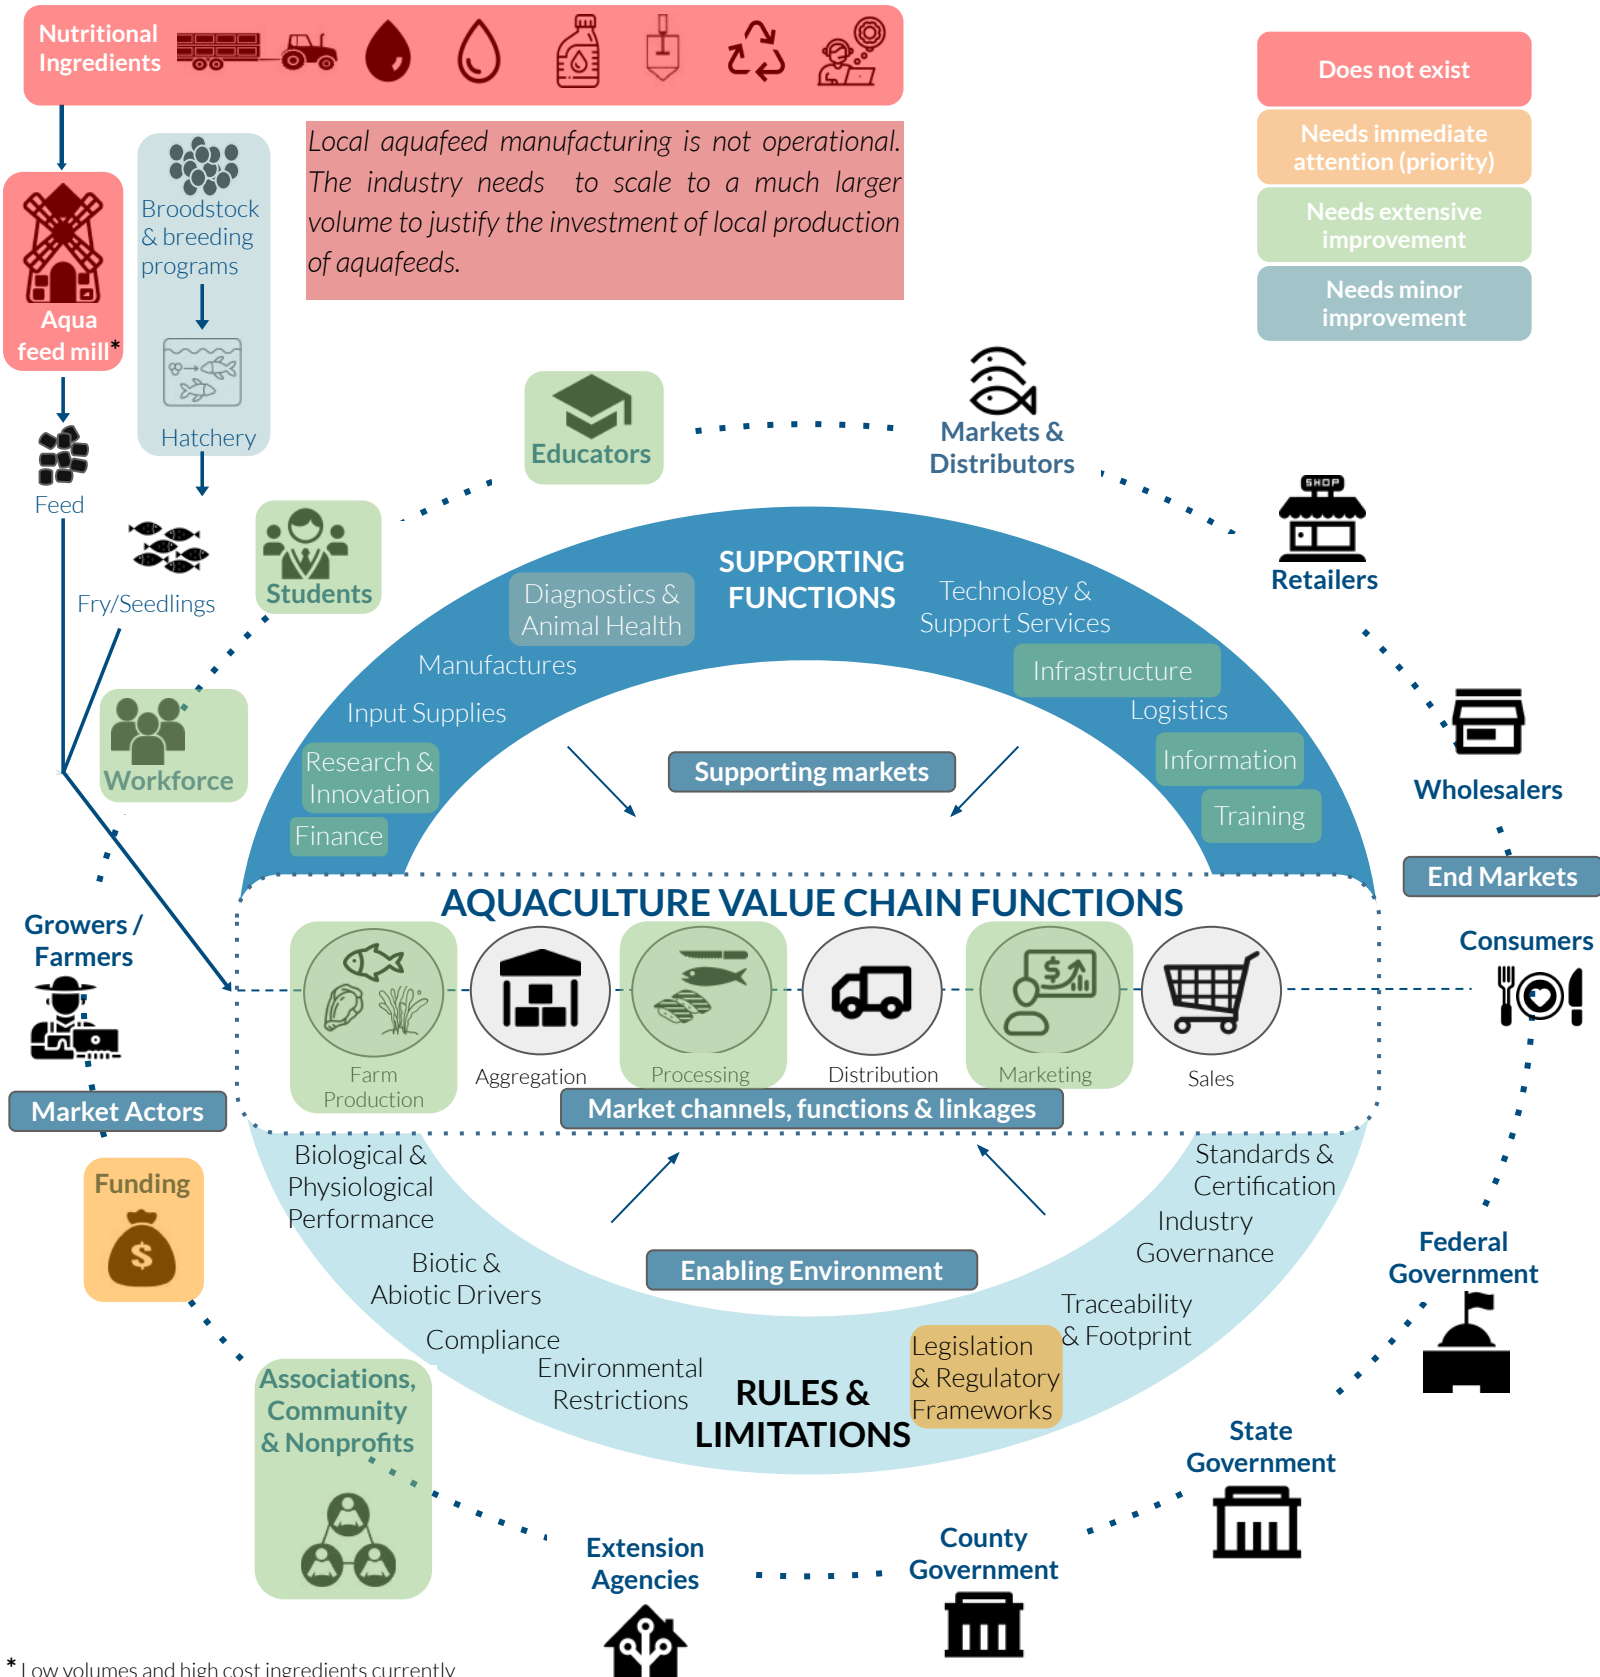 Nutritional
Ingredients
Does not exist
Needs immediate
attention (priority)
Needs extensive
improvement
Needs minor
improvement
Local aquafeed manufacturing is not operational.
The industry needs to scale to a much larger
volume to justify the investment of local production
of aquafeeds.
Broodstock
& breeding
programs
Aqua
feed mill*
Hatchery
Feed
Fry/Seedlings
Educators
Markets &
Distributors
Students
SHOP
Retailers
Workforce
Wholesalers
SUPPORTING
FUNCTIONS
Diagnostics &
Animal Health
Manufactures
Input Supplies
Research &
Innovation
Finance
Technology &
Support Services
Infrastructure
Logistics
Information
Training
Supporting markets
End Markets
AQUACULTURE VALUE CHAIN FUNCTIONS
Growers /
Farmers
Consumers
Farm
Production
Aggregation
Processing
Distribution
Marketing
Sales
Market Actors
Market channels, functions & linkages
Funding
Biological &
Physiological
Performance
Biotic &
Abiotic Drivers
Compliance
Environmental
Restrictions
Enabling Environment
RULES &
LIMITATIONS
Standards &
Certification
Industry
Governance
Traceability
& Footprint
Legislation
& Regulatory
Frameworks
Federal
Government
Associations,
Community
& Nonprofits
State
Government
Extension
Agencies
County
Government
* Low volumes and high cost ingredients currently